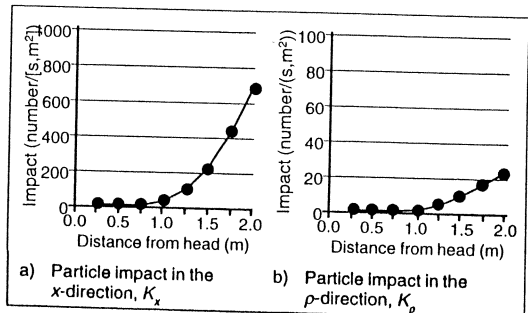 Impact (number/[s,m²])
1000
800
600
400
200
0
0.0 0.5 1.0 1.5 2.0
Distance from head (m)
a) Particle impact in the
x-direction, Kₓ
Impact (number/(s,m²))
100
80
60
40
20
0
0.0 0.5 1.0 1.5 2.0
Distance from head (m)
b) Particle impact in the
ρ-direction, Kᵨ